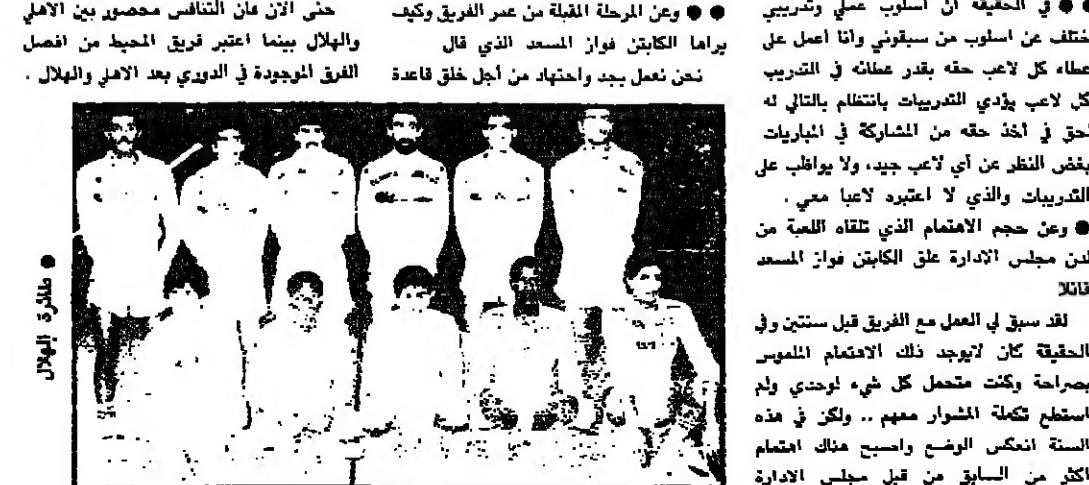 ● ● في الحقيقة ان اسلوب عملي وتدريبي
ختلف عن اسلوب من سبقوني وانا اعمل على
عطاء كل لاعب حقه بقدر عطائه في التدريب
كل لاعب يؤدي التدريبات بانتظام بالتالي له
لحق في أخذ حقه من المشاركة في المباريات
بغض النظر عن أي لاعب جيد، ولا يواظب على
التدريبات والذي لا اعتبره لاعبا معي .
● وعن حجم الاهتمام الذي تلقاه اللعبة من
لدن مجلس الادارة علق الكابتن فواز المسعد
قائلا
لقد سبق لي العمل مع الفريق قبل سنتين وفي
الحقيقة كان لايوجد ذلك الاهتمام الملموس
بصراحة وكنت متحمل كل شيء لوحدي ولم
استطع تكملة المشوار معهم .. ولكن في هذه
السنة انعكس الوضع واصبح هناك اهتمام
اكثر من السابق من قبل مجلس الادارة
● ● وعن المرحلة المقبلة من عمر الفريق وكيف
يراها الكابتن فواز المسعد الذي قال
نحن نعمل بجد واجتهاد من أجل خلق قاعدة
حتى الآن فان التنافس محصور بين الاهلي
والهلال بينما اعتبر فريق المحيط من افضل
الفرق الموجودة في الدوري بعد الاهلي والهلال .
● طائرة الهلال